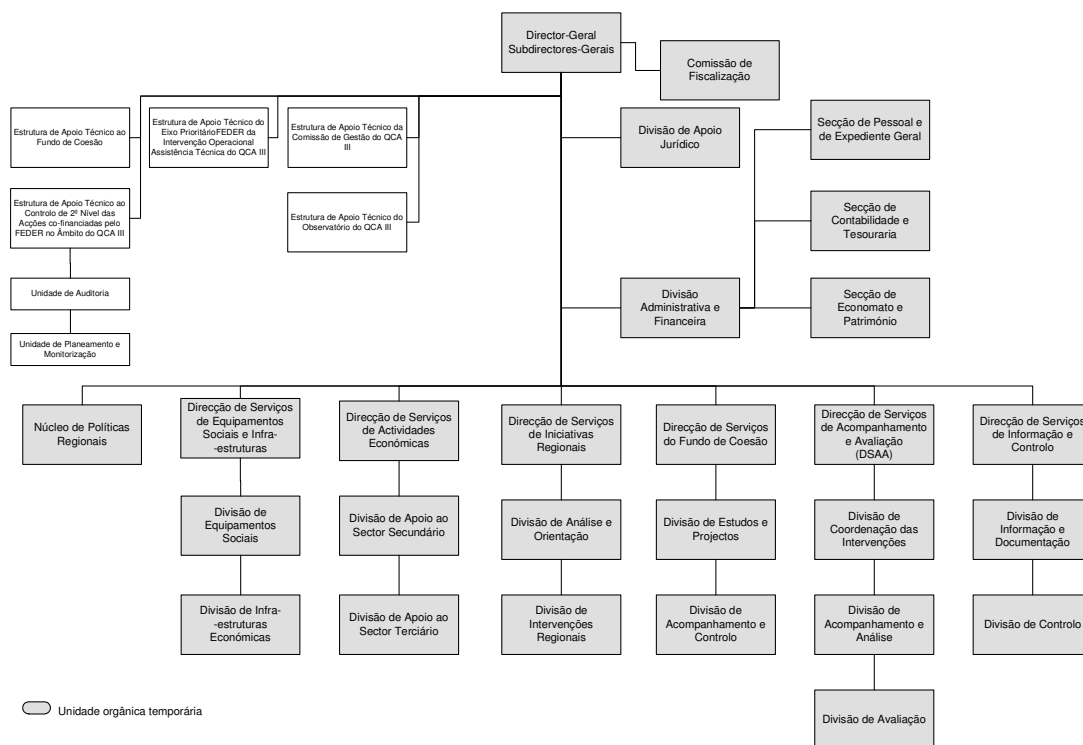 Director-Geral
Subdirectores-Gerais
Comissão de
Fiscalização
Estrutura de Apoio Técnico ao
Fundo de Coesão
Estrutura de Apoio Técnico do
Eixo PrioritárioFEDER da
Intervenção Operacional
Assistência Técnica do QCA III
Estrutura de Apoio Técnico da
Comissão de Gestão do QCA
III
Divisão de Apoio
Jurídico
Secção de Pessoal e
de Expediente Geral
Estrutura de Apoio Técnico ao
Controlo de 2º Nível das
Acções co-financiadas pelo
FEDER no Âmbito do QCA III
Estrutura de Apoio Técnico do
Observatório do QCA III
Secção de
Contabilidade e
Tesouraria
Unidade de Auditoria
Divisão
Administrativa e
Financeira
Secção de
Economato e
Património
Unidade de Planeamento e
Monitorização
Núcleo de Políticas
Regionais
Direcção de Serviços
de Equipamentos
Sociais e Infra-
-estruturas
Direcção de Serviços
de Actividades
Económicas
Direcção de Serviços
de Iniciativas
Regionais
Direcção de Serviços
do Fundo de Coesão
Direcção de Serviços
de Acompanhamento
e Avaliação
(DSAA)
Direcção de Serviços
de Informação e
Controlo
Divisão de
Equipamentos
Sociais
Divisão de Apoio ao
Sector Secundário
Divisão de Análise e
Orientação
Divisão de Estudos e
Projectos
Divisão de
Coordenação das
Intervenções
Divisão de
Informação e
Documentação
Divisão de Infra-
-estruturas
Económicas
Divisão de Apoio ao
Sector Terciário
Divisão de
Intervenções
Regionais
Divisão de
Acompanhamento e
Controlo
Divisão de
Acompanhamento e
Análise
Divisão de Controlo
Divisão de Avaliação
Unidade orgânica temporária